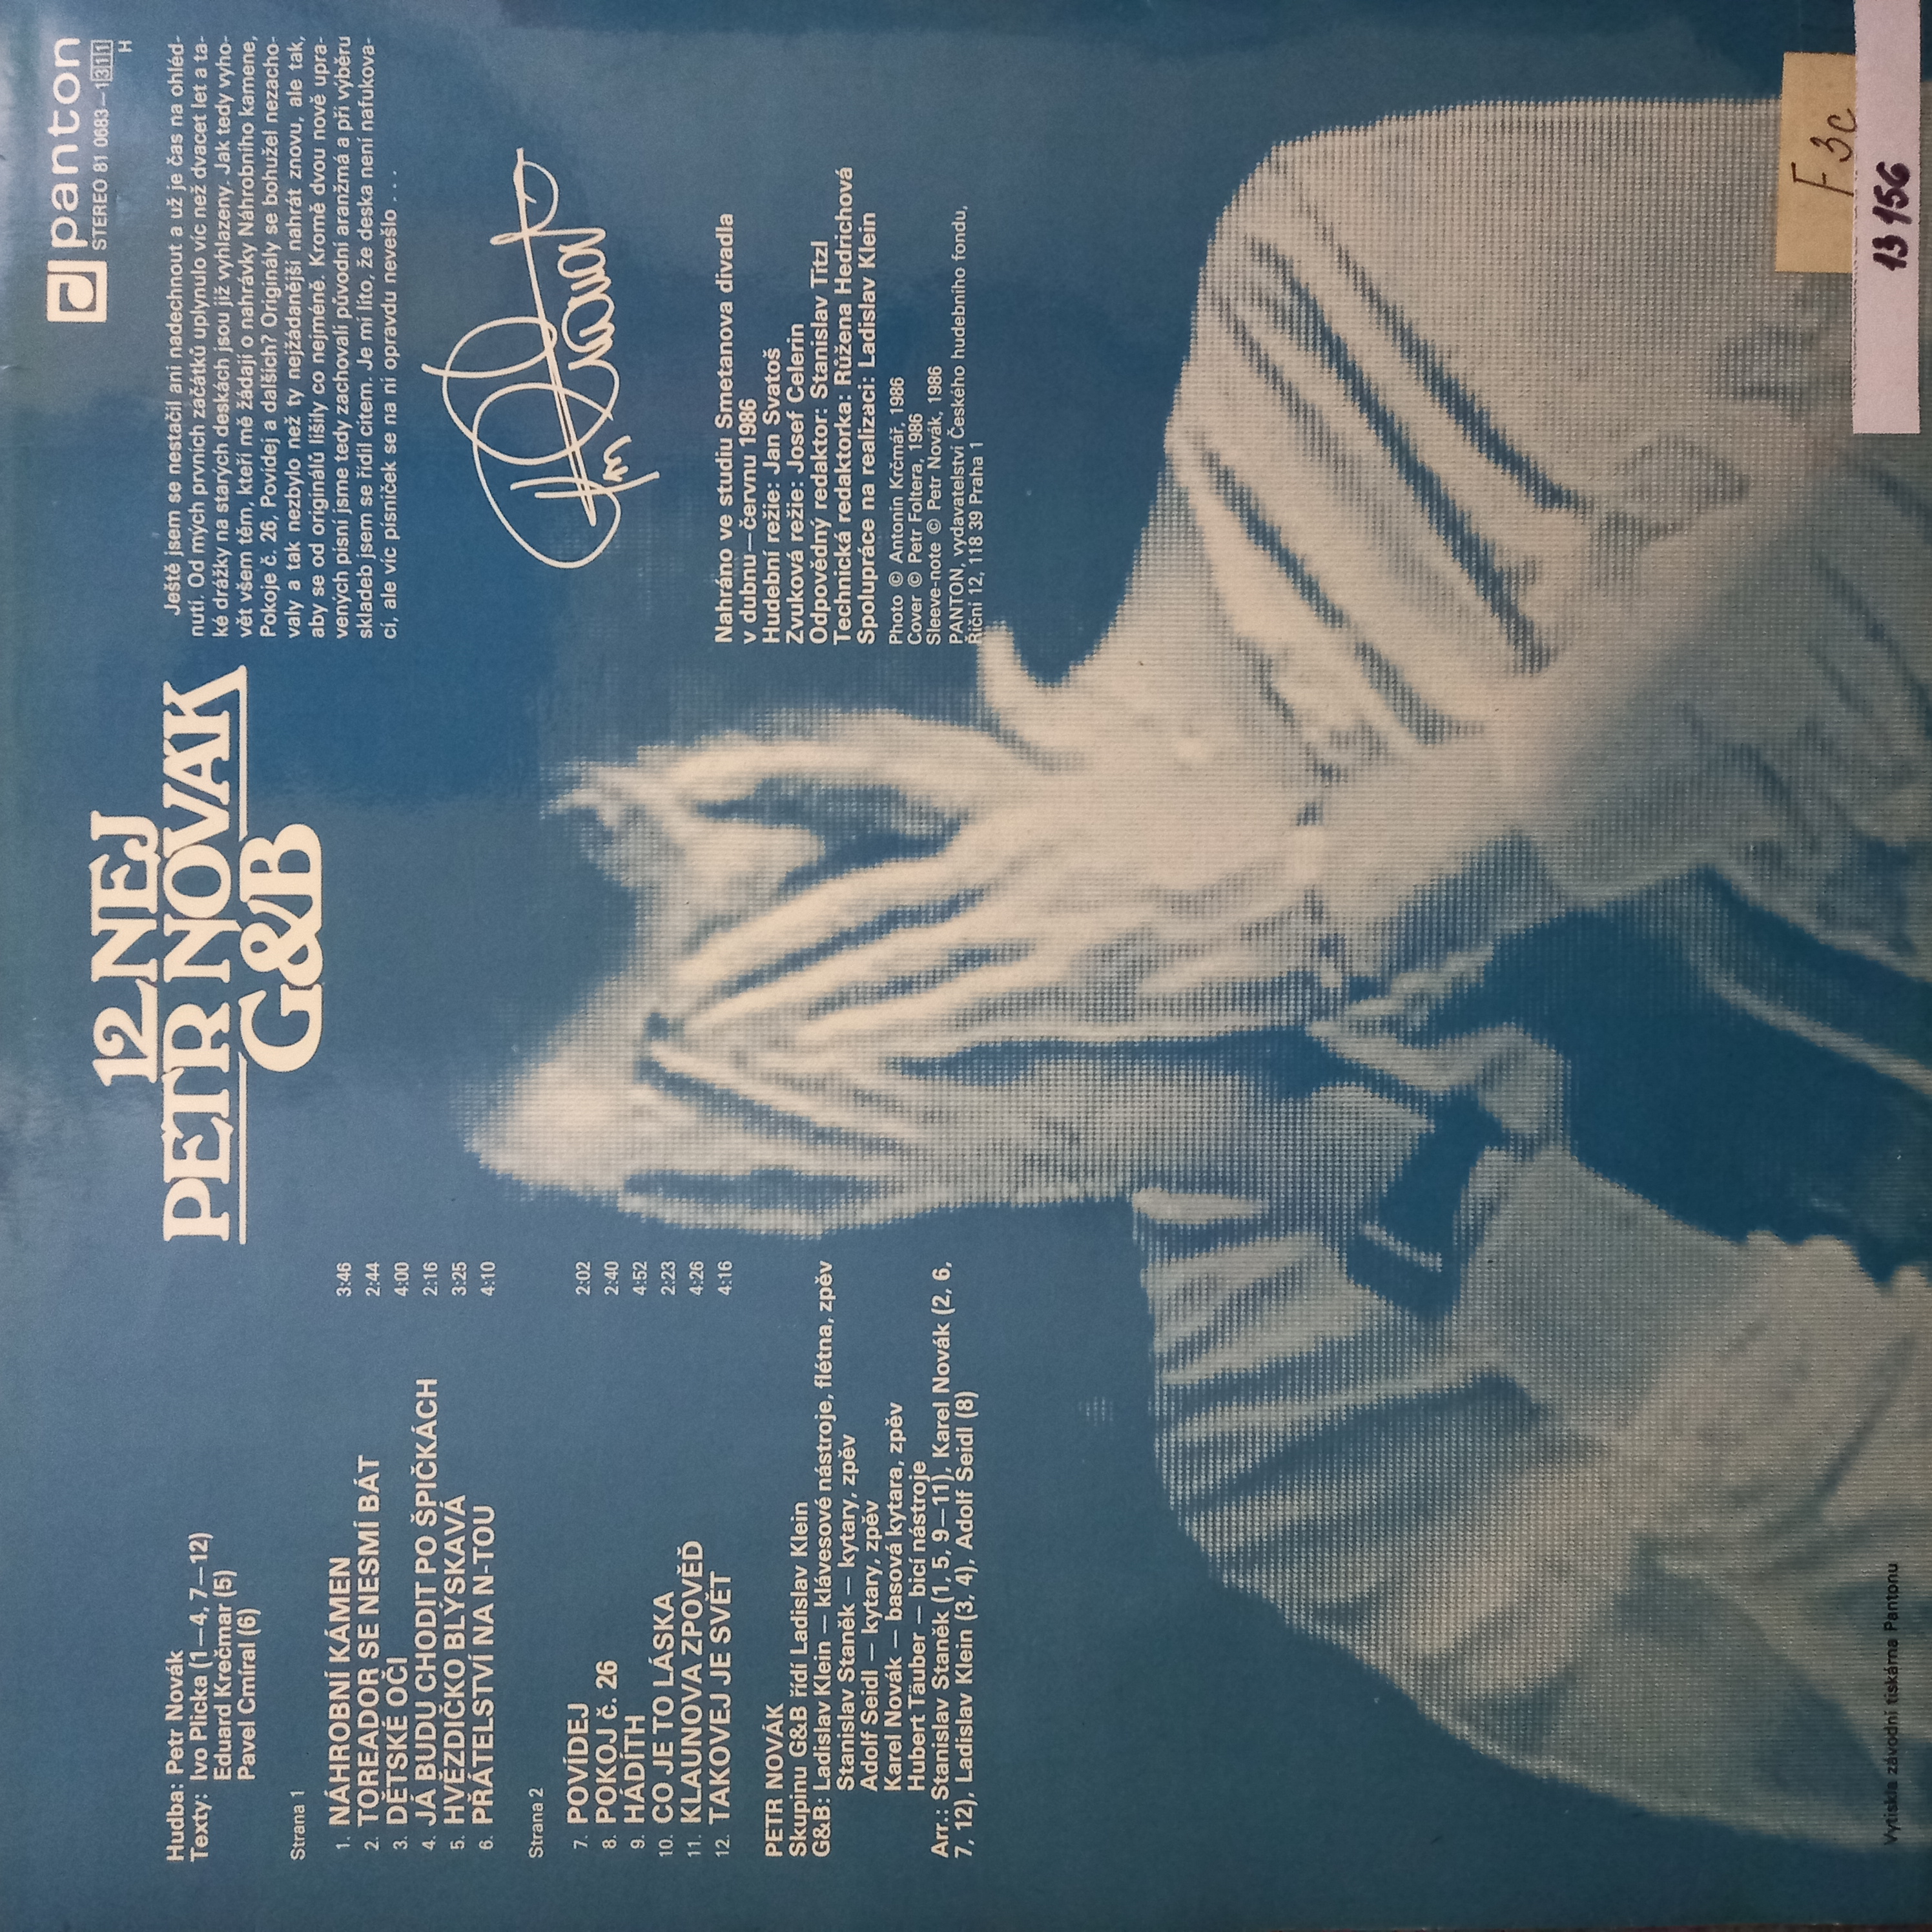 Hudba: Petr Novák
Texty: Ivo Plicka (1—4, 7—12)
Eduard Krečmar (5)
Pavel Cmíral (6)
Strana 1
1. NÁHROBNÍ KÁMEN 3:46
2. TOREADOR SE NESMÍ BÁT 2:44
3. DĚTSKÉ OČI 4:00
4. JÁ BUDU CHODIT PO ŠPIČKÁCH 2:16
5. HVĚZDIČKO BLÝSKAVÁ 3:25
6. PŘÁTELSTVÍ NA N-TOU 4:10
Strana 2
7. POVÍDEJ 2:02
8. POKOJ č. 26 2:40
9. HÁDÍTH 4:52
10. CO JE TO LÁSKA 2:23
11. KLAUNOVA ZPOVĚĎ 4:26
12. TAKOVEJ JE SVĚT 4:16
PETR NOVÁK
Skupinu G&B řídí Ladislav Klein
G&B: Ladislav Klein — klávesové nástroje, flétna, zpěv
Stanislav Staněk — kytary, zpěv
Adolf Seidl — kytary, zpěv
Karel Novák — basová kytara, zpěv
Hubert Täuber — bicí nástroje
Arr.: Stanislav Staněk (1, 5, 9—11), Karel Novák (2, 6,
7, 12), Ladislav Klein (3, 4), Adolf Seidl (8)
12 NEJ
PETR NOVÁK
G&B
panton
STEREO 81 0683—1311
H
Ještě jsem se nestačil ani nadechnout a už je čas na ohléd-
nutí. Od mých prvních začátků uplynulo víc než dvacet let a ta-
ké drážky na starých deskách jsou již vyhlazeny. Jak tedy vyho-
vět všem těm, kteří mě žádají o nahrávky Náhrobního kamene,
Pokoje č. 26, Povídej a dalších? Originály se bohužel nezacho-
valy a tak nezbylo než ty nejžádanější nahrát znovu, ale tak,
aby se od originálů lišily co nejméně. Kromě dvou nově upra-
vených písní jsme tedy zachovali původní aranžmá a při výběru
skladeb jsem se řídil citem. Je mi líto, že deska není nafukova-
cí, ale víc písniček se na ni opravdu nevešlo . . . .
Nahráno ve studiu Smetanova divadla
v dubnu—červnu 1986
Hudební režie: Jan Svatoš
Zvuková režie: Josef Celerin
Odpovědný redaktor: Stanislav Titzl
Technická redaktorka: Růžena Hedrichová
Spolupráce na realizaci: Ladislav Klein
Photo © Antonín Krčmář, 1986
Cover © Petr Foltera, 1986
Sleeve-note © Petr Novák, 1986
PANTON, vydavatelství Českého hudebního fondu,
Říční 12, 118 39 Praha 1
F 3c
13 156
Vytiskla závodní tiskárna Pantonu